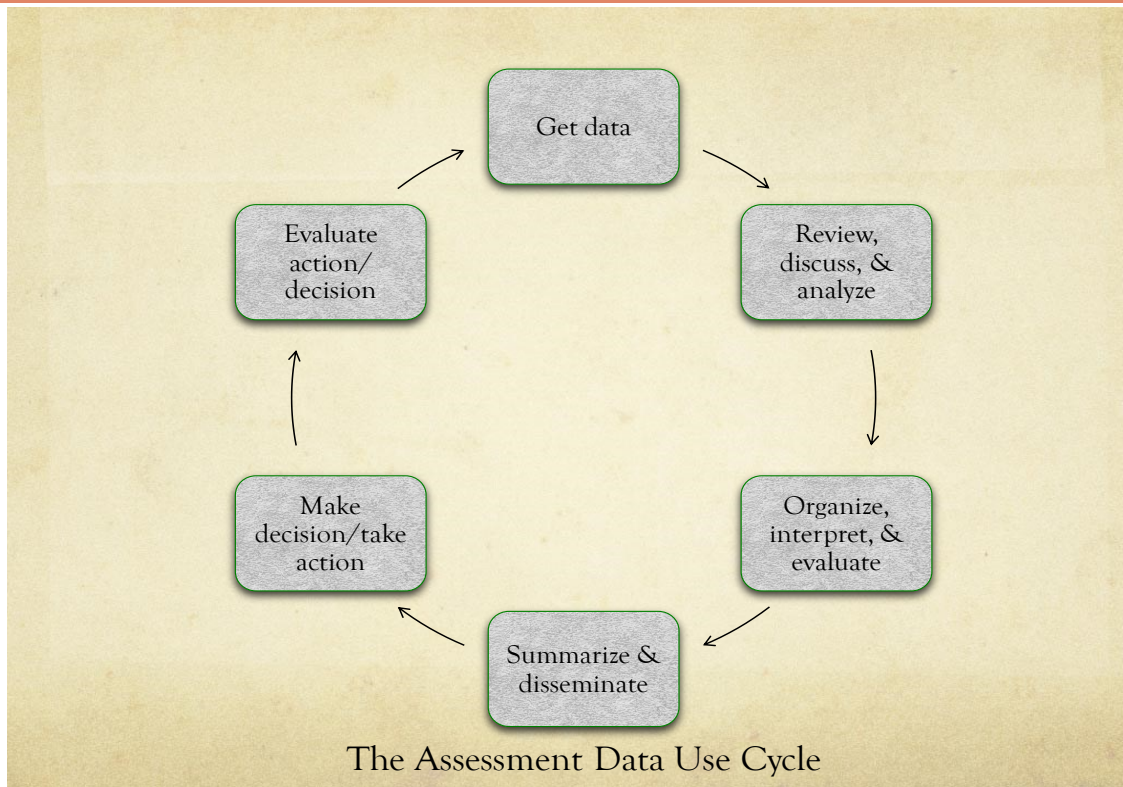 Get data
Review,
discuss, &
analyze
Organize,
interpret, &
evaluate
Summarize &
disseminate
Make
decision/take
action
Evaluate
action/
decision
The Assessment Data Use Cycle